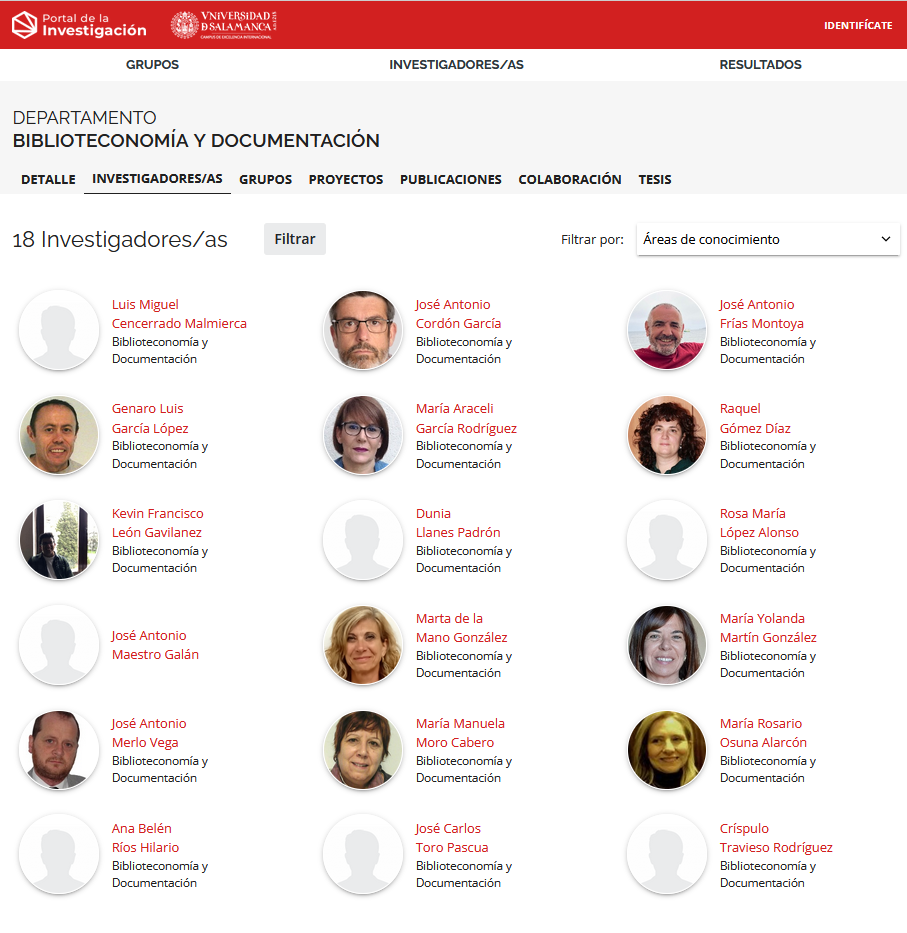 Portal de la
Investigación
VNIVERSIDAD
D SALAMANCA
CAMPUS DE EXCELENCIA INTERNACIONAL
IDENTIFÍCATE
GRUPOS
INVESTIGADORES/AS
RESULTADOS
DEPARTAMENTO
BIBLIOTECONOMÍA Y DOCUMENTACIÓN
DETALLE INVESTIGADORES/AS GRUPOS PROYECTOS PUBLICACIONES COLABORACIÓN TESIS
18 Investigadores/as
Filtrar
Filtrar por:
Áreas de conocimiento
Luis Miguel
Cencerrado Malmierca
Biblioteconomía y
Documentación
José Antonio
Cordón García
Biblioteconomía y
Documentación
José Antonio
Frías Montoya
Biblioteconomía y
Documentación
Genaro Luis
García López
Biblioteconomía y
Documentación
María Araceli
García Rodríguez
Biblioteconomía y
Documentación
Raquel
Gómez Díaz
Biblioteconomía y
Documentación
Kevin Francisco
León Gavilanez
Biblioteconomía y
Documentación
Dunia
Llanes Padrón
Biblioteconomía y
Documentación
Rosa María
López Alonso
Biblioteconomía y
Documentación
José Antonio
Maestro Galán
Marta de la
Mano González
Biblioteconomía y
Documentación
María Yolanda
Martín González
Biblioteconomía y
Documentación
José Antonio
Merlo Vega
Biblioteconomía y
Documentación
María Manuela
Moro Cabero
Biblioteconomía y
Documentación
María Rosario
Osuna Alarcón
Biblioteconomía y
Documentación
Ana Belén
Ríos Hilario
Biblioteconomía y
Documentación
José Carlos
Toro Pascua
Biblioteconomía y
Documentación
Críspulo
Travieso Rodríguez
Biblioteconomía y
Documentación